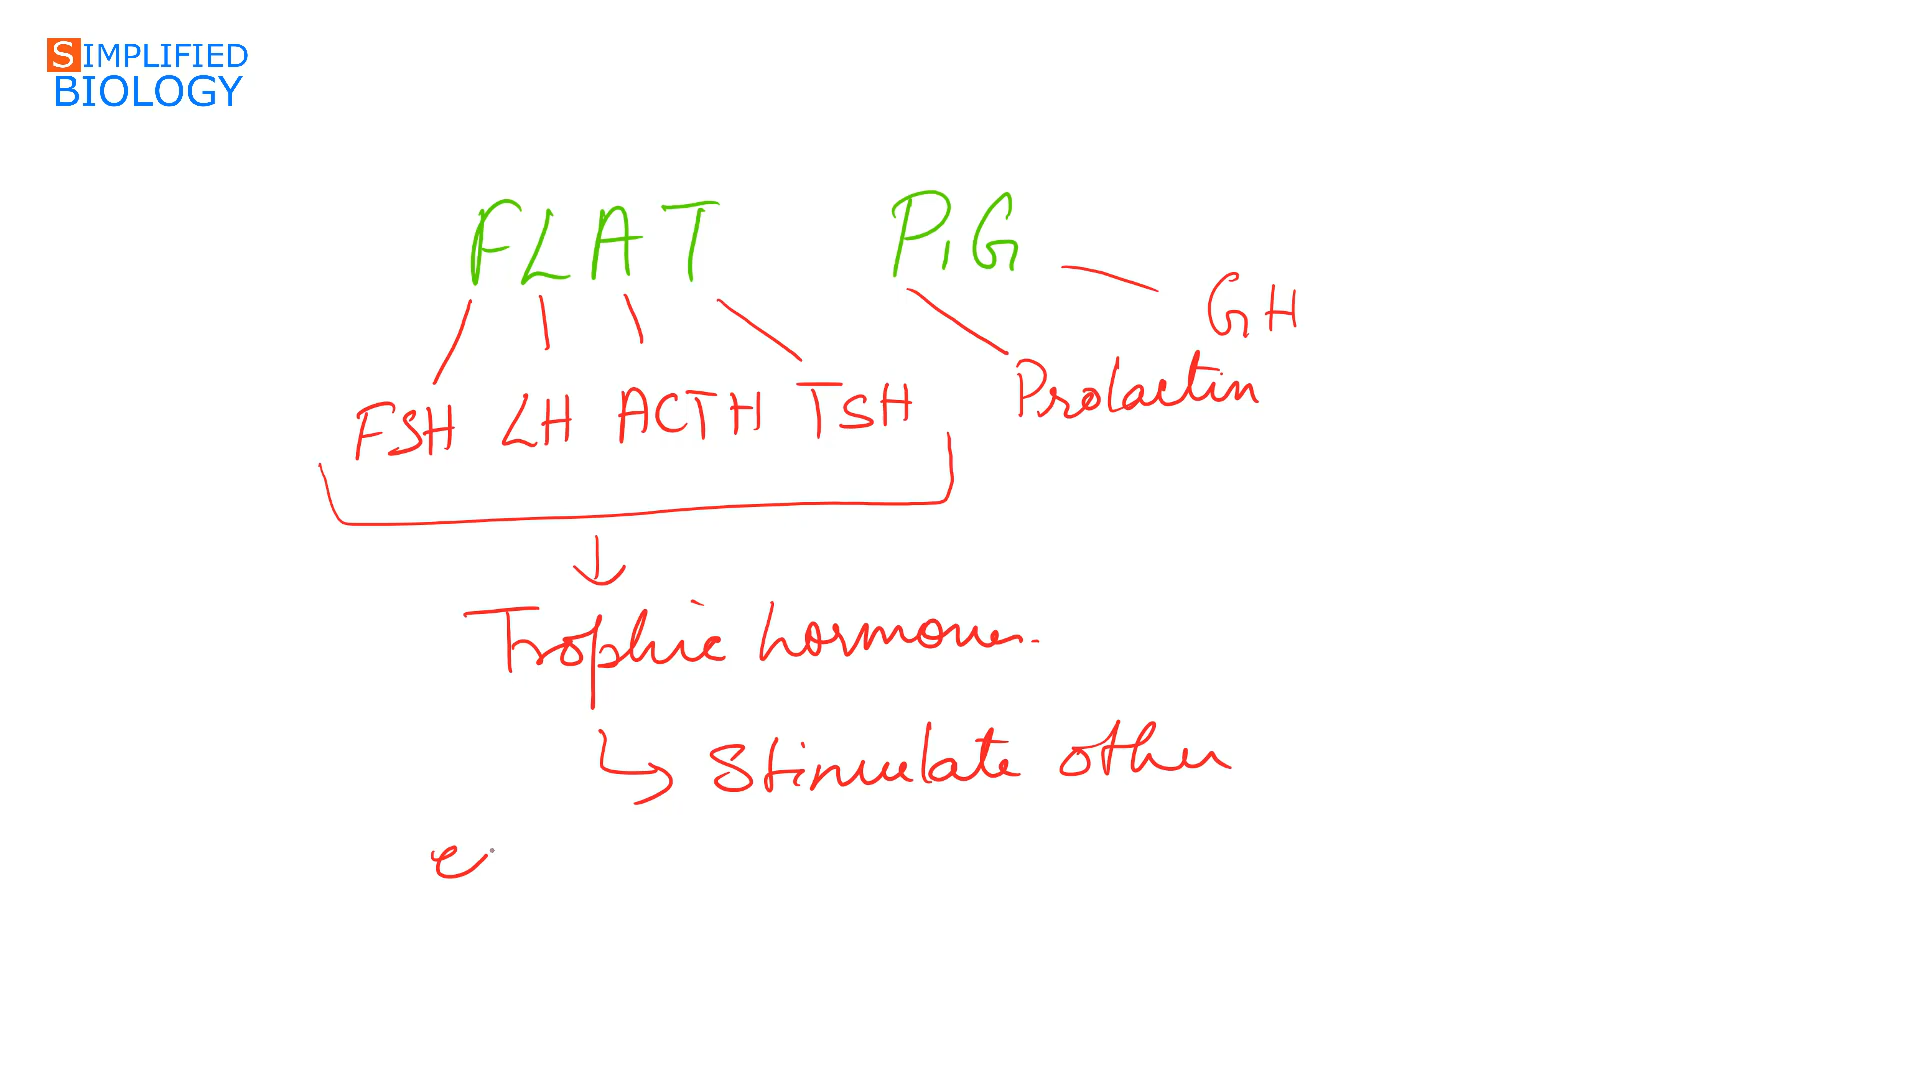 SIMPLIFIED
BIOLOGY
FLAT PiG
GH
FSH LH ACTH TSH Prolactin
Trophic hormones.
↳ Stimulate other
e